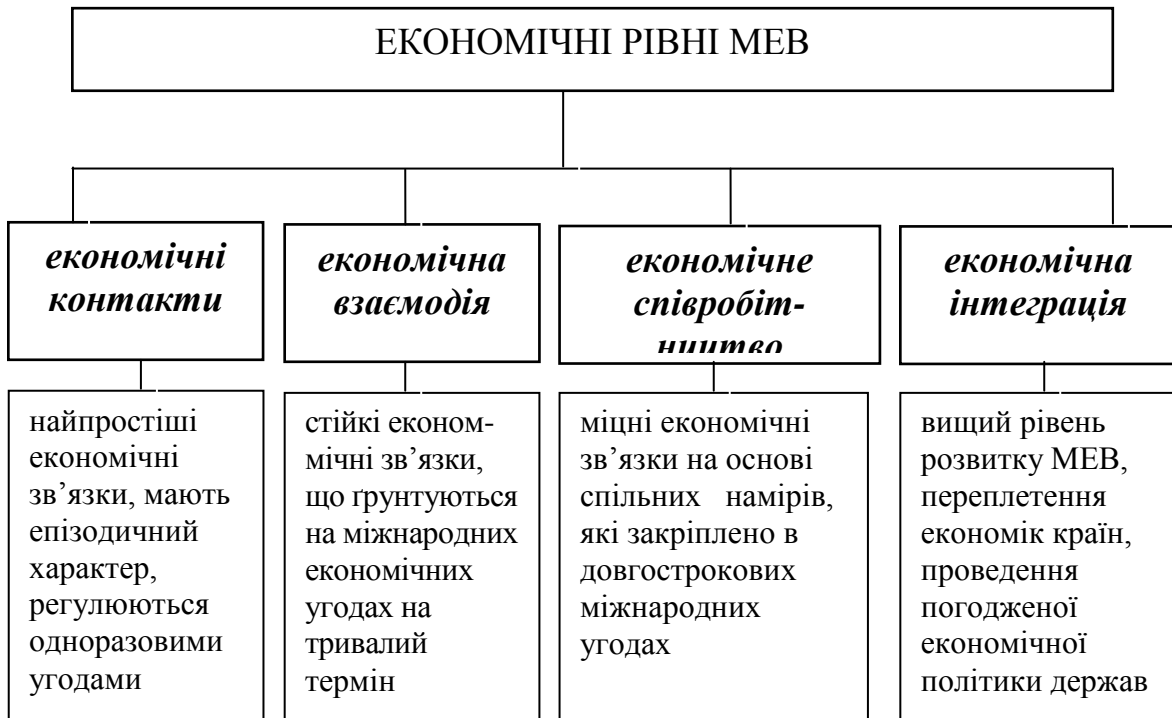 ЕКОНОМІЧНІ РІВНІ МЕВ
економічні
контакти
економічна
взаємодія
економічне
співробіт-
ництво
економічна
інтеграція
найпростіші
економічні
зв’язки, мають
епізодичний
характер,
регулюються
одноразовими
угодами
стійкі економ-
мічні зв’язки,
що ґрунтуються
на міжнародних
економічних
угодах на
тривалий
термін
міцні економічні
зв’язки на основі
спільних намірів,
які закріплено в
довгострокових
міжнародних
угодах
вищий рівень
розвитку МЕВ,
переплетення
економік країн,
проведення
погодженої
економічної
політики держав